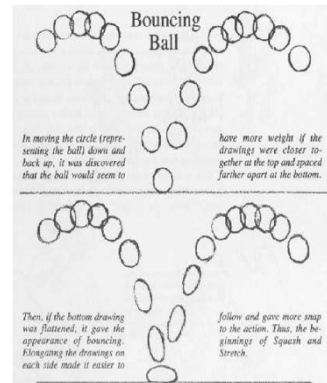 Bouncing
Ball
In moving the circle (repre-
senting the ball) down and
back up, it was discovered
that the ball would seem to
have more weight if the
drawings were closer to-
gether at the top and spaced
farther apart at the bottom.
Then, if the bottom drawing
was flattened, it gave the
appearance of bouncing.
Elongating the drawings on
each side made it easier to
follow and gave more snap
to the action. Thus, the be-
ginnings of Squash and
Stretch.